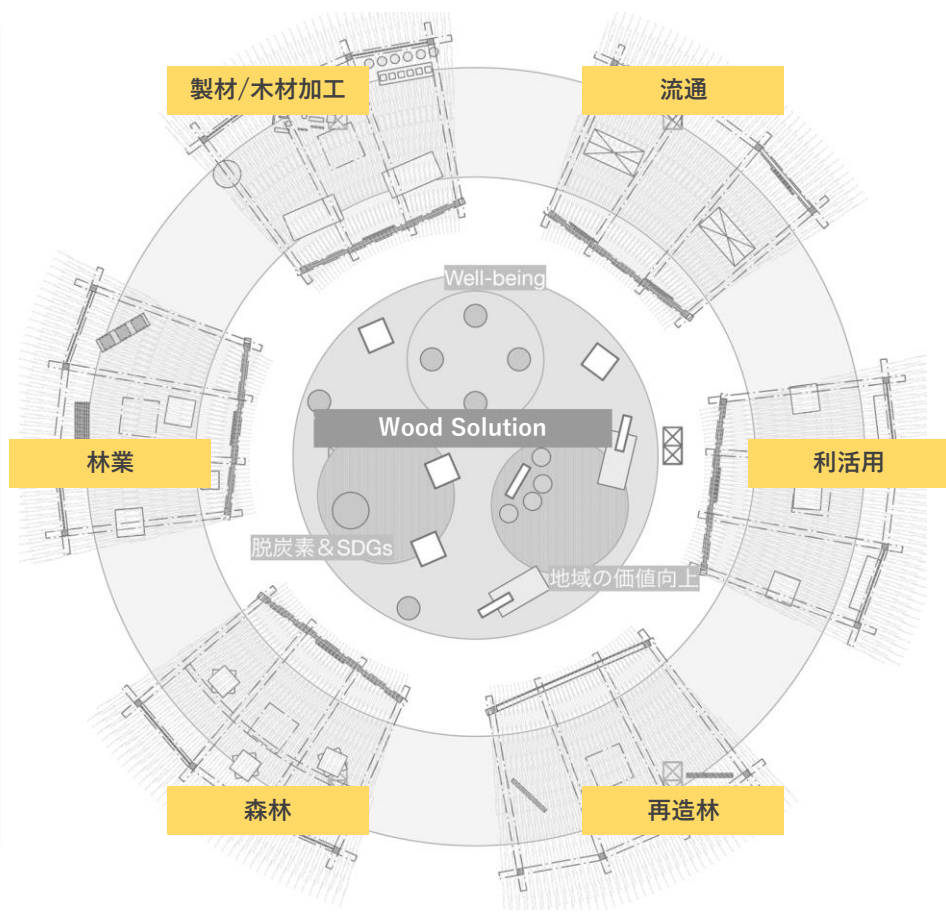 製材/木材加工
流通
Well-being
Wood Solution
林業
利活用
脱炭素&SDGs
地域の価値向上
森林
再造林